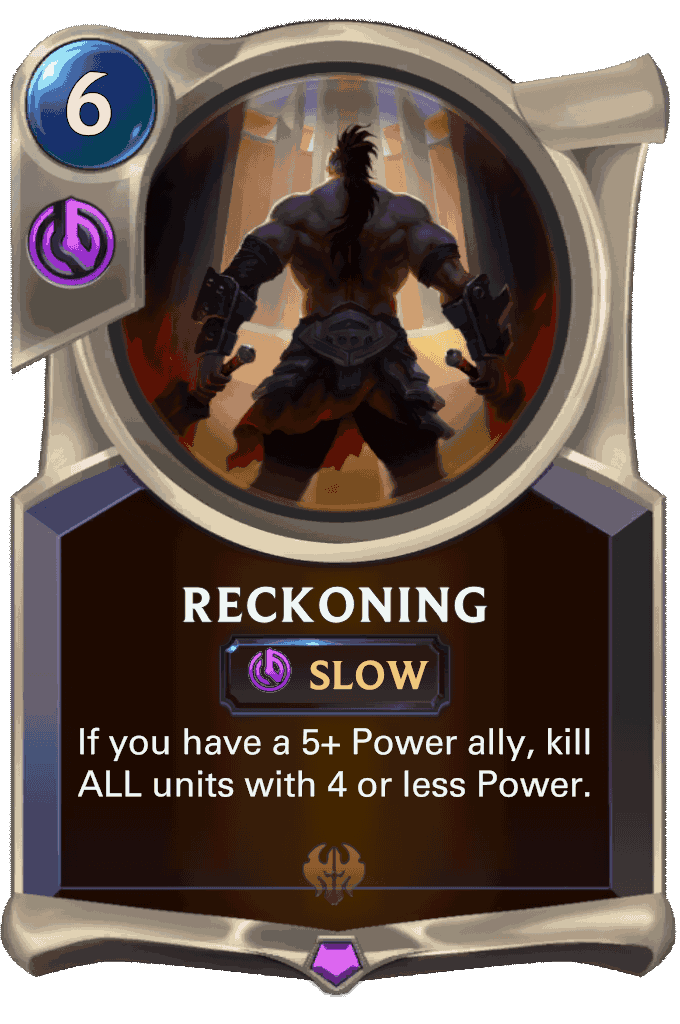 6
RECKONING
SLOW
If you have a 5+ Power ally, kill
ALL units with 4 or less Power.